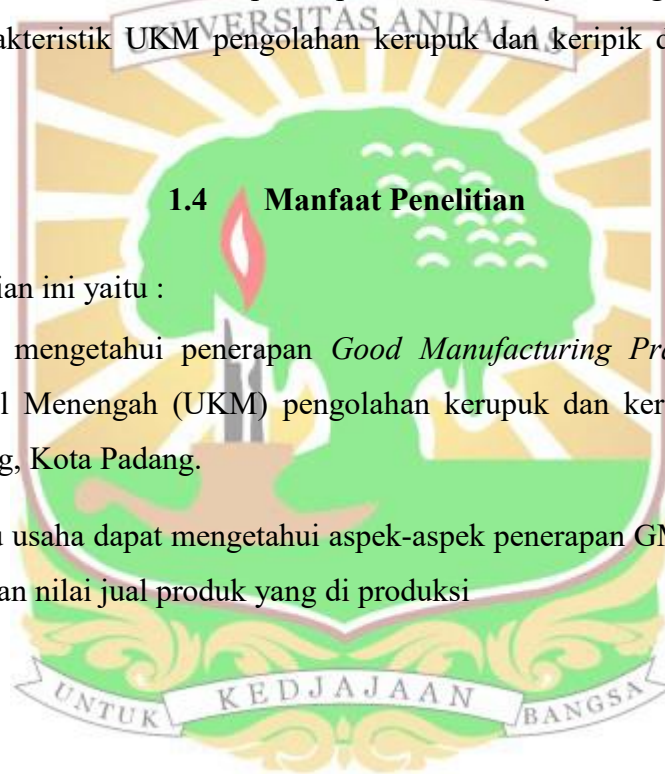 UNIVERSITAS ANDALAS
akteristik UKM pengolahan kerupuk dan keripik d
1.4 Manfaat Penelitian
ian ini yaitu :
mengetahui penerapan Good Manufacturing Pra
l Menengah (UKM) pengolahan kerupuk dan ker
g, Kota Padang.
u usaha dapat mengetahui aspek-aspek penerapan GM
an nilai jual produk yang di produksi
UNTUK KEDJAJAAN BANGSA